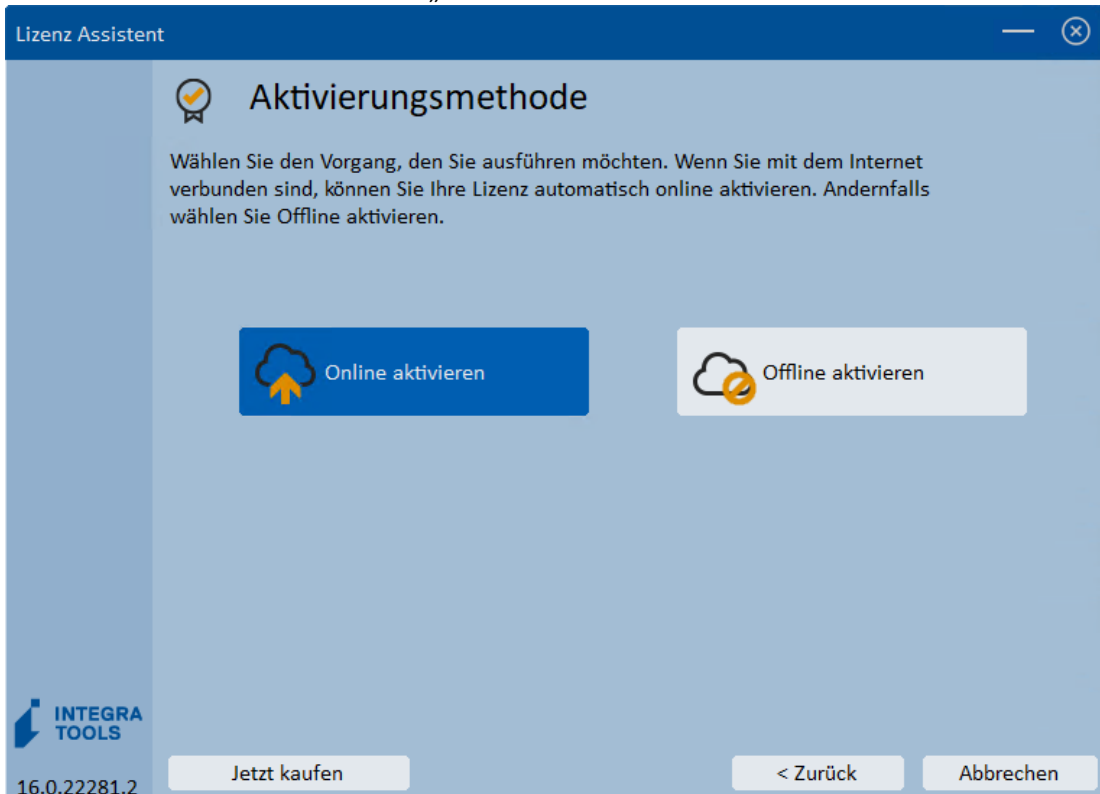 „
Lizenz Assistent
Aktivierungsmethode
Wählen Sie den Vorgang, den Sie ausführen möchten. Wenn Sie mit dem Internet
verbunden sind, können Sie Ihre Lizenz automatisch online aktivieren. Andernfalls
wählen Sie Offline aktivieren.
Online aktivieren
Offline aktivieren
INTEGRA
TOOLS
16.0.22281.2
Jetzt kaufen
< Zurück
Abbrechen